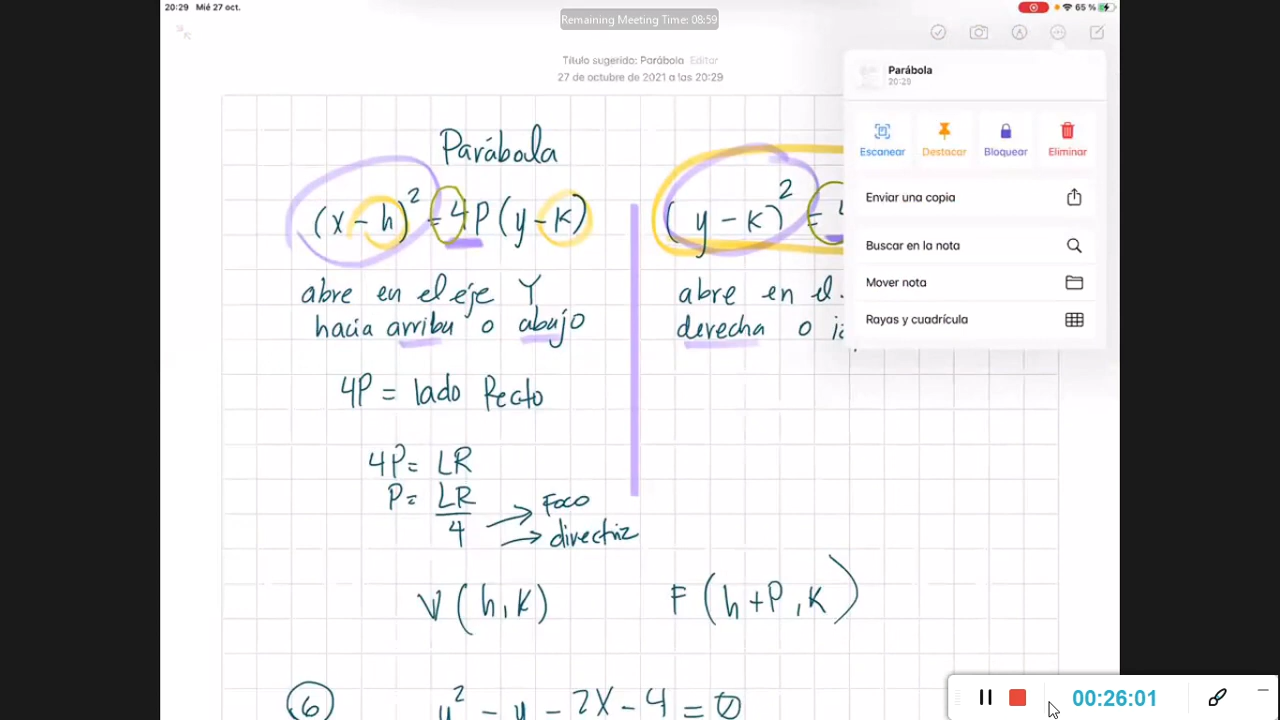 20:29 Mié 27 oct.
Remaining Meeting Time: 08:59
65 %
Título sugerido: Parábola Editar
27 de octubre de 2021 a las 20:29
Parábola
20:29
Escanear Destacar Bloquear Eliminar
Enviar una copia
Buscar en la nota
Mover nota
Rayas y cuadrícula
Parábola
(x-h)² = 4P(y-k)
abre en el eje Y
hacia arriba o abajo
4P = lado Recto
4P = LR
P = LR
4
Foco
directriz
(y-k)² =
abre en el
derecha o
V(h,k)
F(h+P,k)
6
y² - y - 2x - 4 = 0
00:26:01